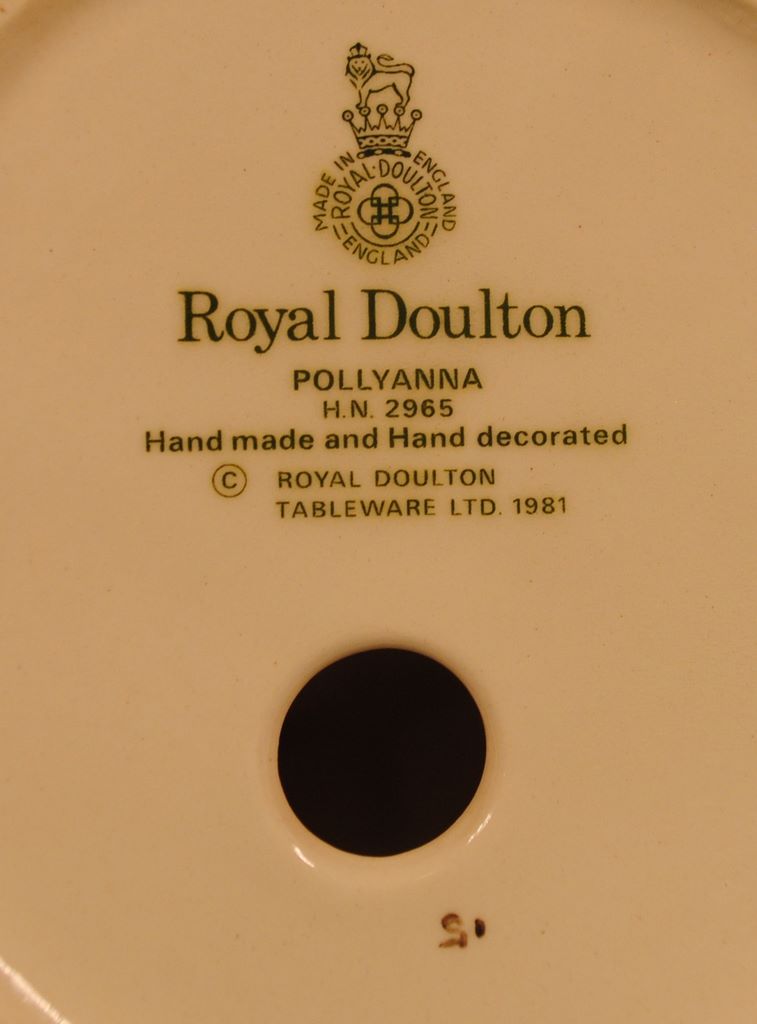 MADE IN ENGLAND
ROYAL·DOULTON
ENGLAND
Royal Doulton
POLLYANNA
H.N. 2965
Hand made and Hand decorated
© ROYAL DOULTON
TABLEWARE LTD. 1981